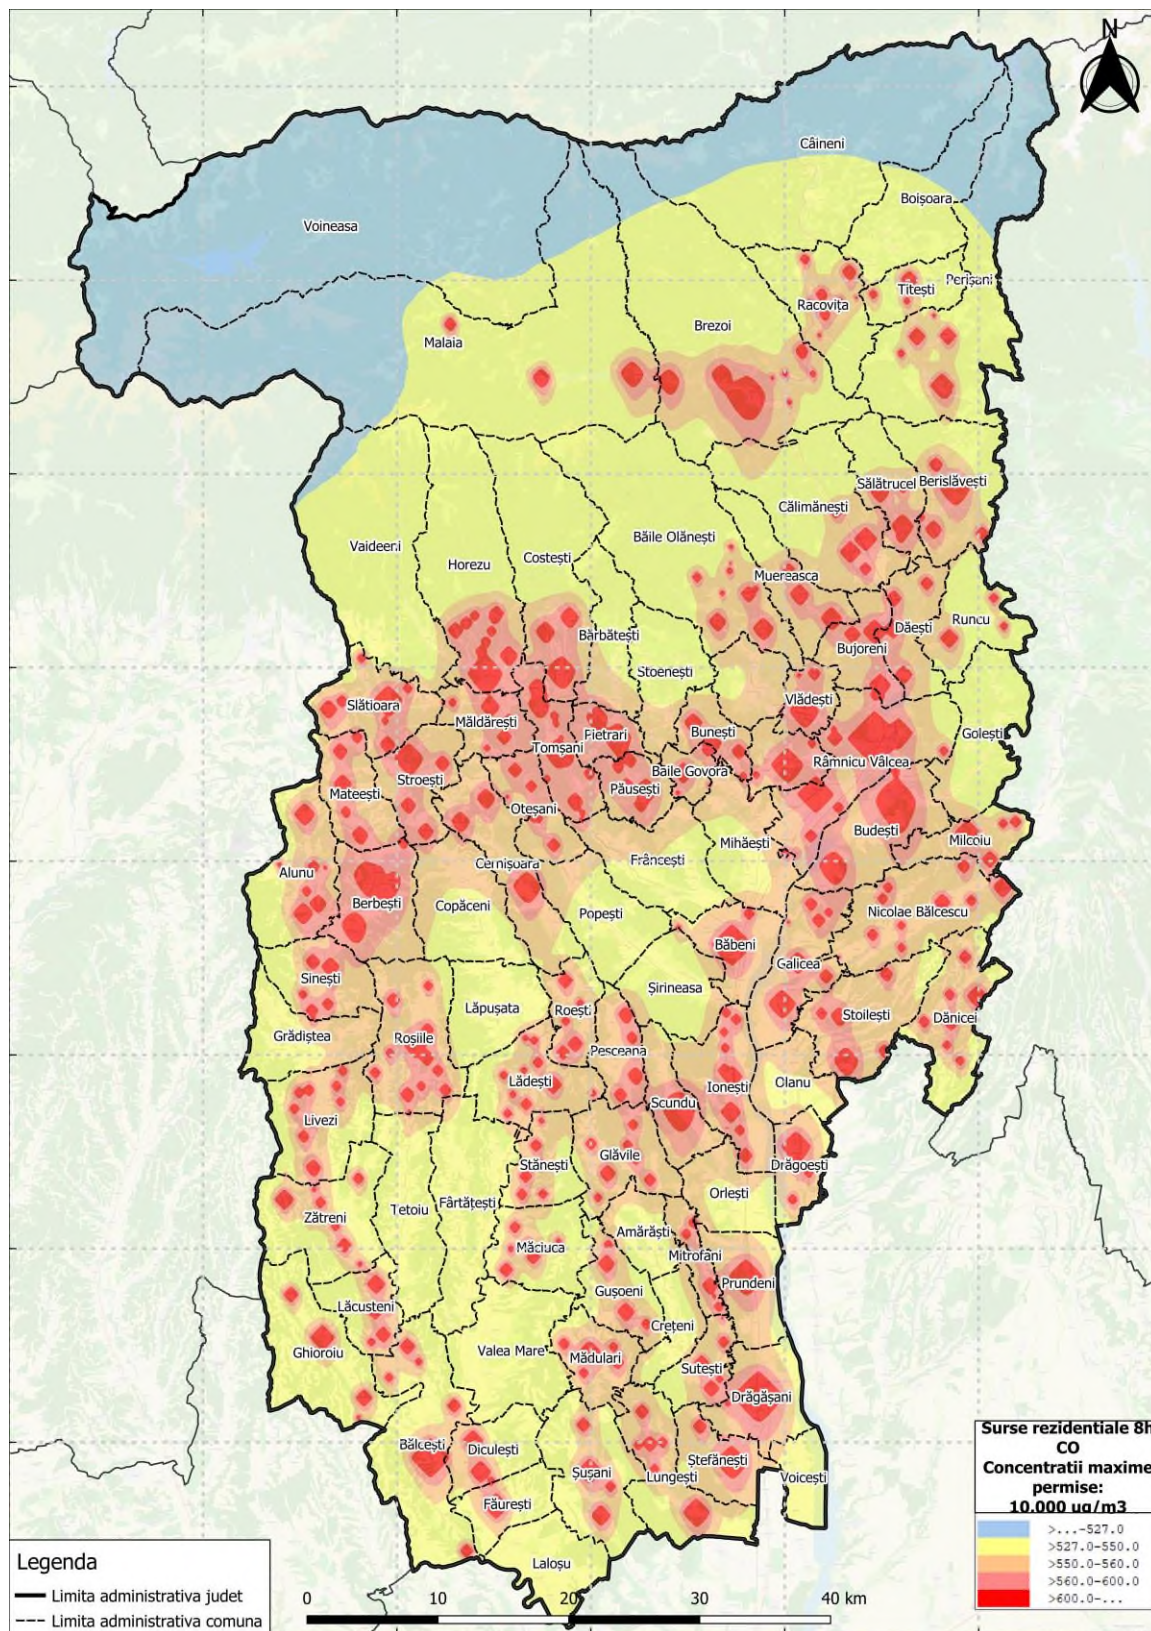 N
Câineni
Boișoara
Voineasa
Perișani
Titești
Racovița
Brezoi
Malaia
Sălătrucel
Berislăvești
Călimănești
Băile Olănești
Vaideeni
Costești
Horezu
Muereasca
Runcu
Dăești
Bărbătești
Bujoreni
Stoenești
Vlădești
Slătioara
Măldărești
Pietrari
Bunești
Golești
Tomșani
Râmnicu Vâlcea
Băile Govora
Stroești
Păusești
Mateești
Oteșani
Budești
Mihăești
Milcoiu
Frâncești
Cernișoara
Alunu
Berbești
Copăceni
Popești
Nicolae Bălcescu
Băbeni
Galicea
Sinești
Șirineasa
Lăpușata
Roești
Stoilești
Dănicei
Grădiștea
Roșiile
Pesceana
Lădești
Ionești
Olanu
Scundu
Livezi
Glăvile
Stănești
Drăgoești
Orlești
Fârtățești
Tetoiu
Zătreni
Amărăști
Măciuca
Mitrofani
Prundeni
Gușoeni
Lăcusteni
Crețeni
Valea Mare
Ghioroiu
Mădulari
Sutești
Drăgășani
Bălcești
Diculești
Ștefănești
Șușani
Lungești
Voicești
Făurești
Laloșu
Surse rezidentiale 8h
CO
Concentratii maxime
permise:
10.000 ug/m3
>...-527.0
>527.0-550.0
>550.0-560.0
>560.0-600.0
>600.0-...
Legenda
Limita administrativa judet
Limita administrativa comuna
0 10 20 30 40 km